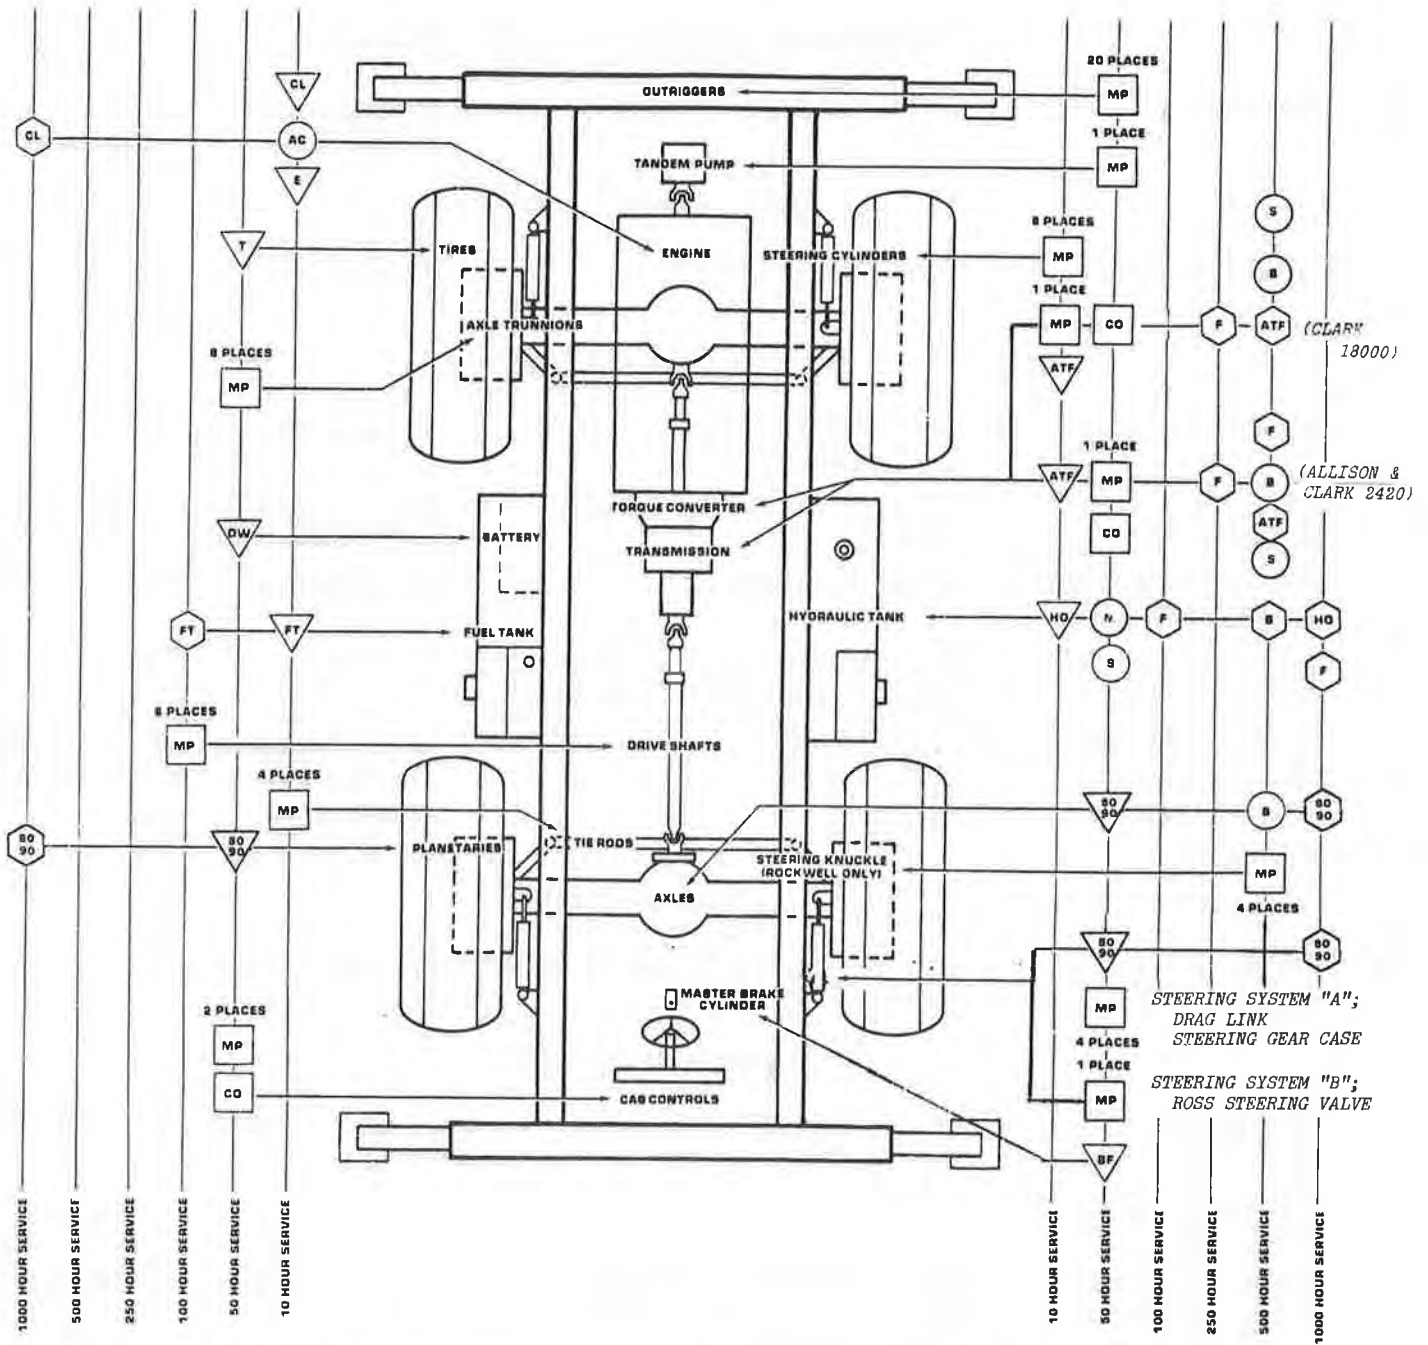 20 PLACES
CL
OUTRIGGERS
MP
CL
AC
1 PLACE
TANDEM PUMP
MP
E
S
8 PLACES
T
TIRES
ENGINE
STEERING CYLINDERS
MP
B
1 PLACE
AXLE TRUNNIONS
MP
CO
F
ATF
(CLARK
18000)
8 PLACES
MP
ATF
F
1 PLACE
ATF
MP
F
B
(ALLISON &
CLARK 2420)
TORQUE CONVERTER
DW
BATTERY
TRANSMISSION
CO
ATF
S
FT
FT
FUEL TANK
HYDRAULIC TANK
HO
F
B
HO
S
F
6 PLACES
MP
DRIVE SHAFTS
4 PLACES
MP
80
90
B
80
90
80
90
80
90
PLANETARIES
TIE RODS
STEERING KNUCKLE
(ROCKWELL ONLY)
MP
AXLES
4 PLACES
80
90
80
90
MASTER BRAKE
CYLINDER
MP
STEERING SYSTEM "A";
DRAG LINK
STEERING GEAR CASE
2 PLACES
MP
4 PLACES
1 PLACE
CO
CAB CONTROLS
MP
STEERING SYSTEM "B";
ROSS STEERING VALVE
BF
1000 HOUR SERVICE
500 HOUR SERVICE
250 HOUR SERVICE
100 HOUR SERVICE
50 HOUR SERVICE
10 HOUR SERVICE
10 HOUR SERVICE
50 HOUR SERVICE
100 HOUR SERVICE
250 HOUR SERVICE
500 HOUR SERVICE
1000 HOUR SERVICE